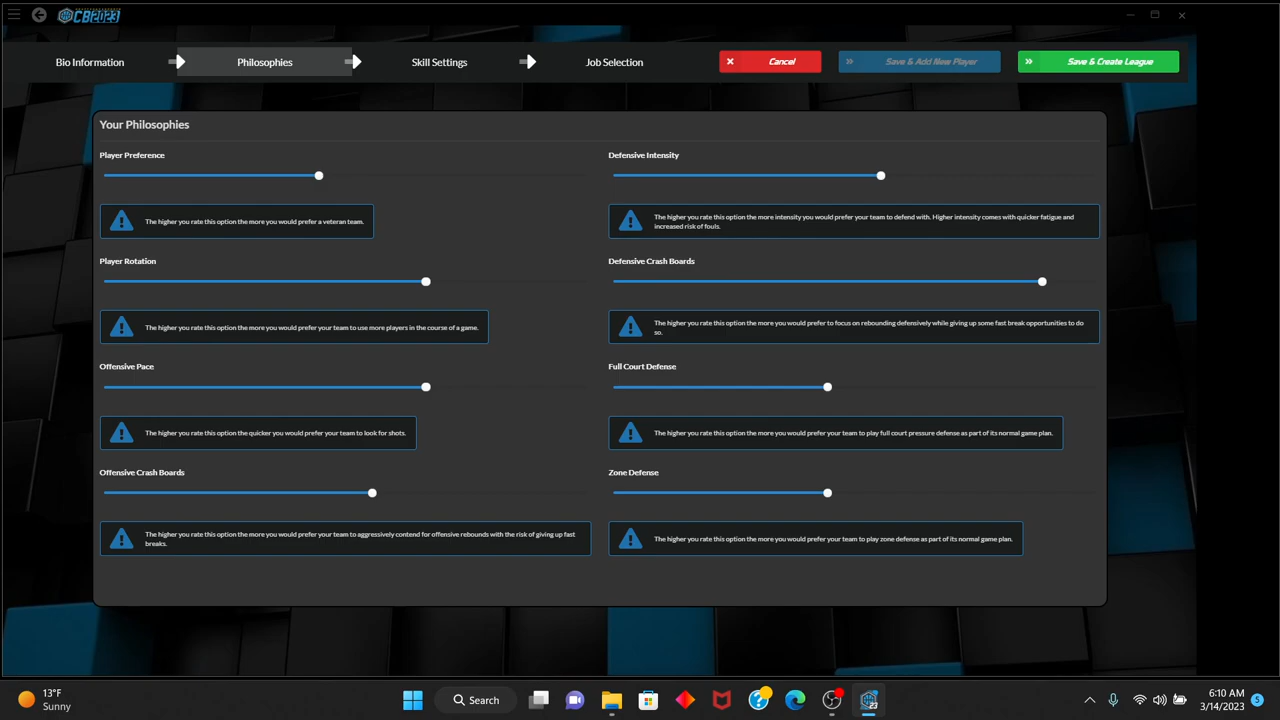 CB2023
Bio Information
Philosophies
Skill Settings
Job Selection
Cancel
Save & Add New Player
Save & Create League
Your Philosophies
Player Preference
The higher you rate this option the more you would prefer a veteran team.
Player Rotation
The higher you rate this option the more you would prefer your team to use more players in the course of a game.
Offensive Pace
The higher you rate this option the quicker you would prefer your team to look for shots.
Offensive Crash Boards
The higher you rate this option the more you would prefer your team to aggressively contend for offensive rebounds with the risk of giving up fast
breaks.
Defensive Intensity
The higher you rate this option the more intensity you would prefer your team to defend with. Higher intensity comes with quicker fatigue and
increased risk of fouls.
Defensive Crash Boards
The higher you rate this option the more you would prefer to focus on rebounding defensively while giving up some fast break opportunities to do
so.
Full Court Defense
The higher you rate this option the more you would prefer your team to play full court pressure defense as part of its normal game plan.
Zone Defense
The higher you rate this option the more you would prefer your team to play zone defense as part of its normal game plan.
13°F
Sunny
Search
23
6:10 AM
3/14/2023
5